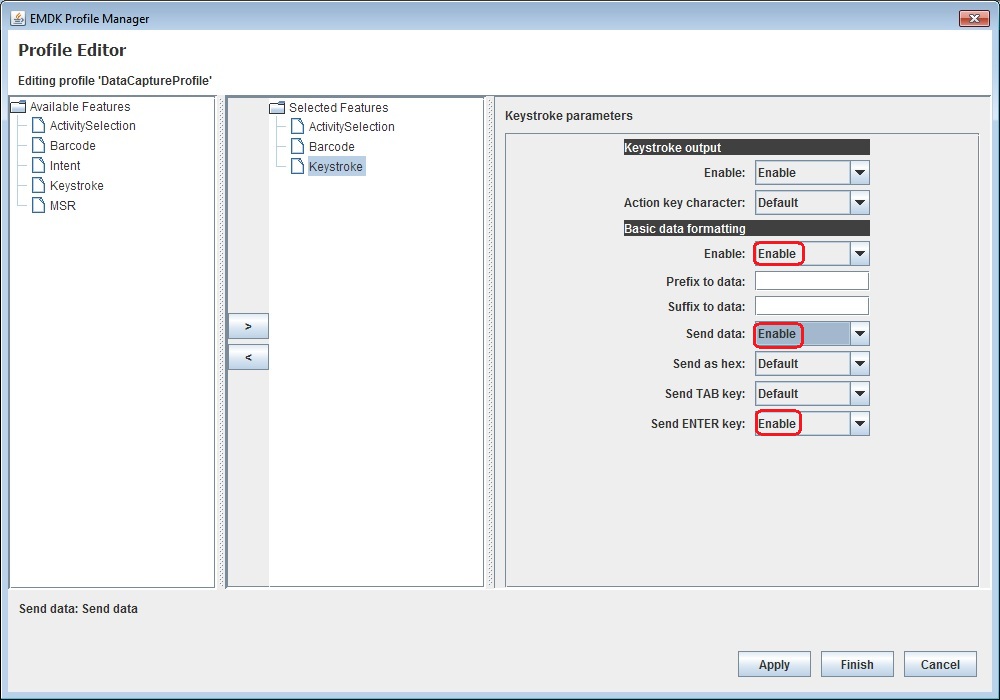 EMDK Profile Manager
Profile Editor
Editing profile 'DataCaptureProfile'
Available Features
ActivitySelection
Barcode
Intent
Keystroke
MSR
>
<
Selected Features
ActivitySelection
Barcode
Keystroke
Keystroke parameters
Keystroke output
Enable: Enable
Action key character: Default
Basic data formatting
Enable: Enable
Prefix to data:
Suffix to data:
Send data: Enable
Send as hex: Default
Send TAB key: Default
Send ENTER key: Enable
Send data: Send data
Apply Finish Cancel